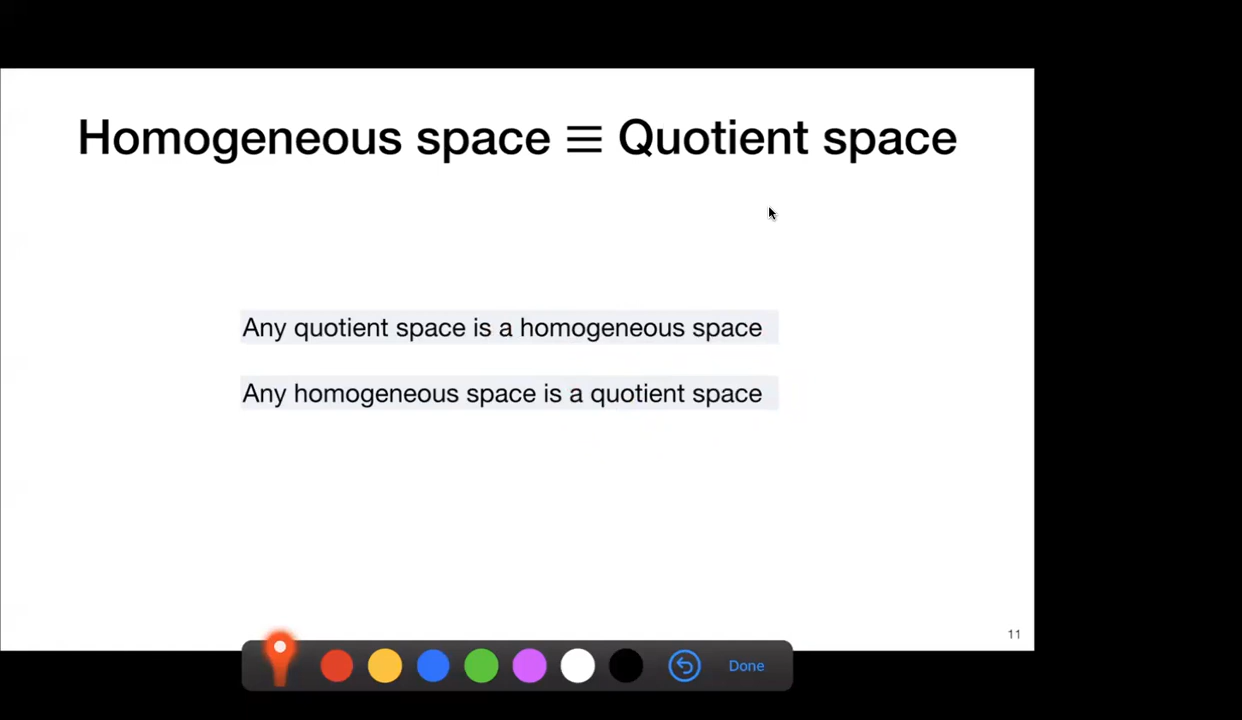 Homogeneous space ≡ Quotient space
Any quotient space is a homogeneous space
Any homogeneous space is a quotient space
11
Done